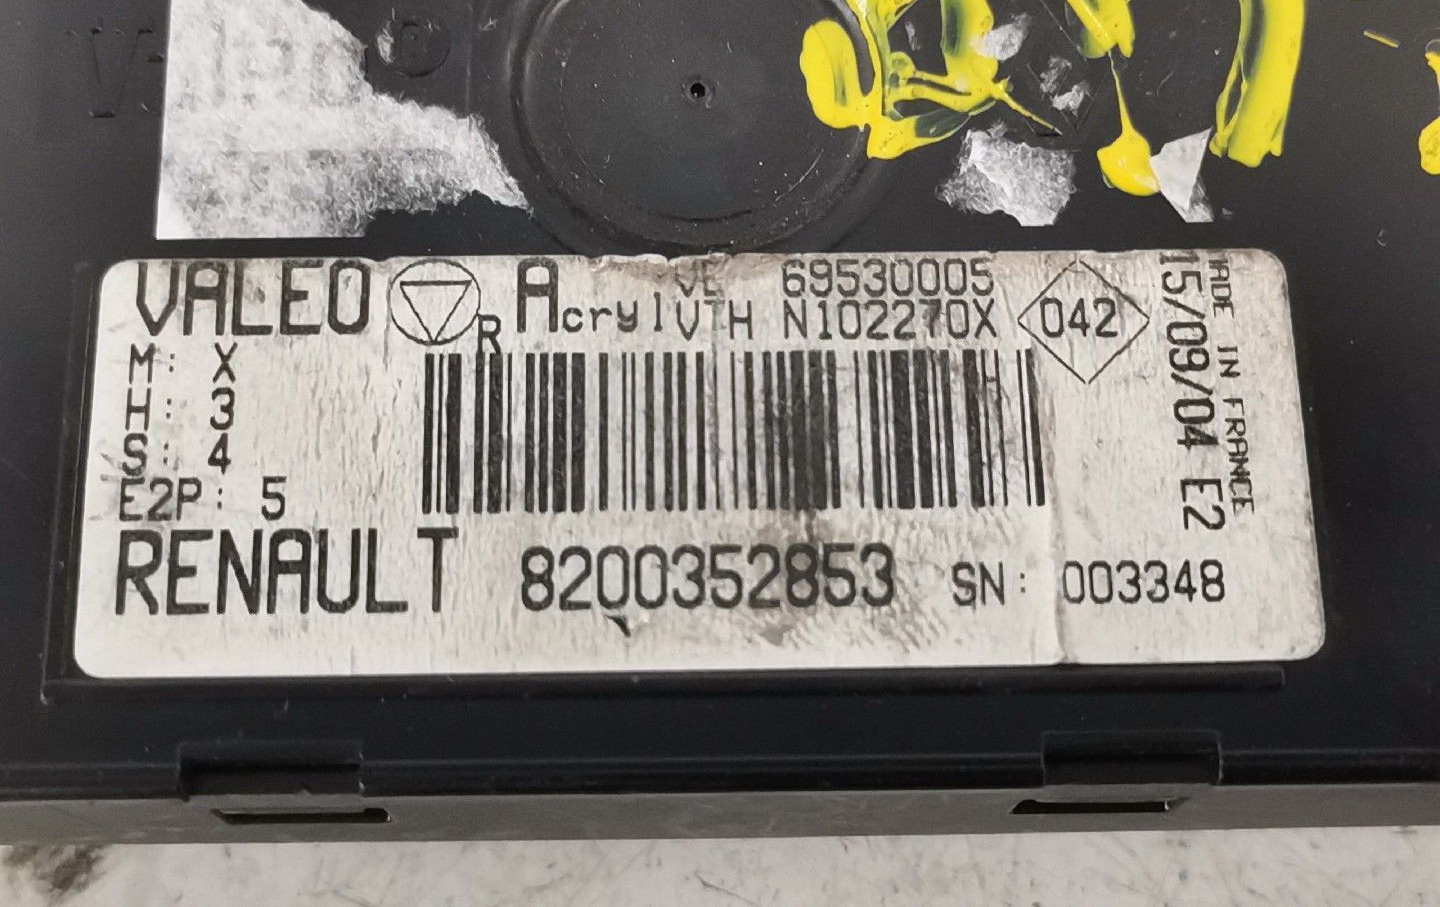 VALEO R Acryl VE 69530005
VTH N102270X
042
M: X
H: 3
S: 4
E2P: 5
RENAULT 8200352853 SN: 003348
15/09/04 E2
MADE IN FRANCE